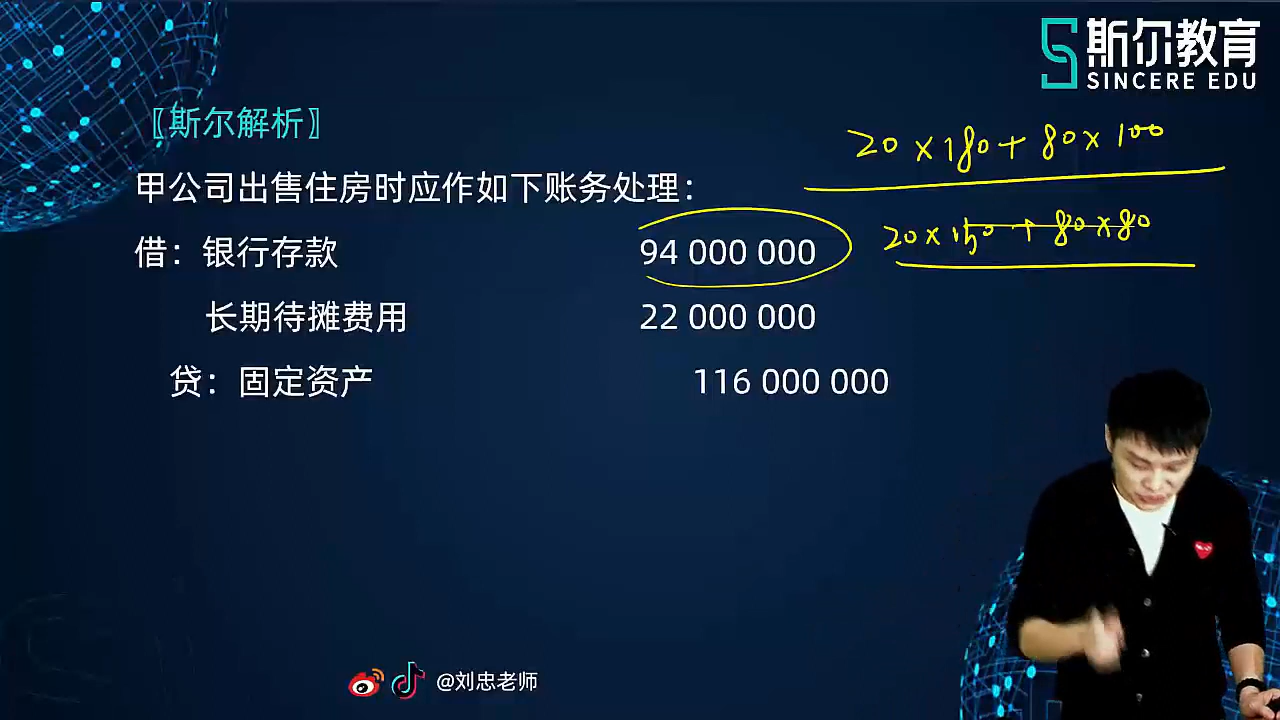 斯尔教育
SINCERE EDU
〖斯尔解析〗
20×180+80×100
甲公司出售住房时应作如下账务处理：
20×150+80×80
借：银行存款 94 000 000
长期待摊费用 22 000 000
贷：固定资产 116 000 000
@刘忠老师